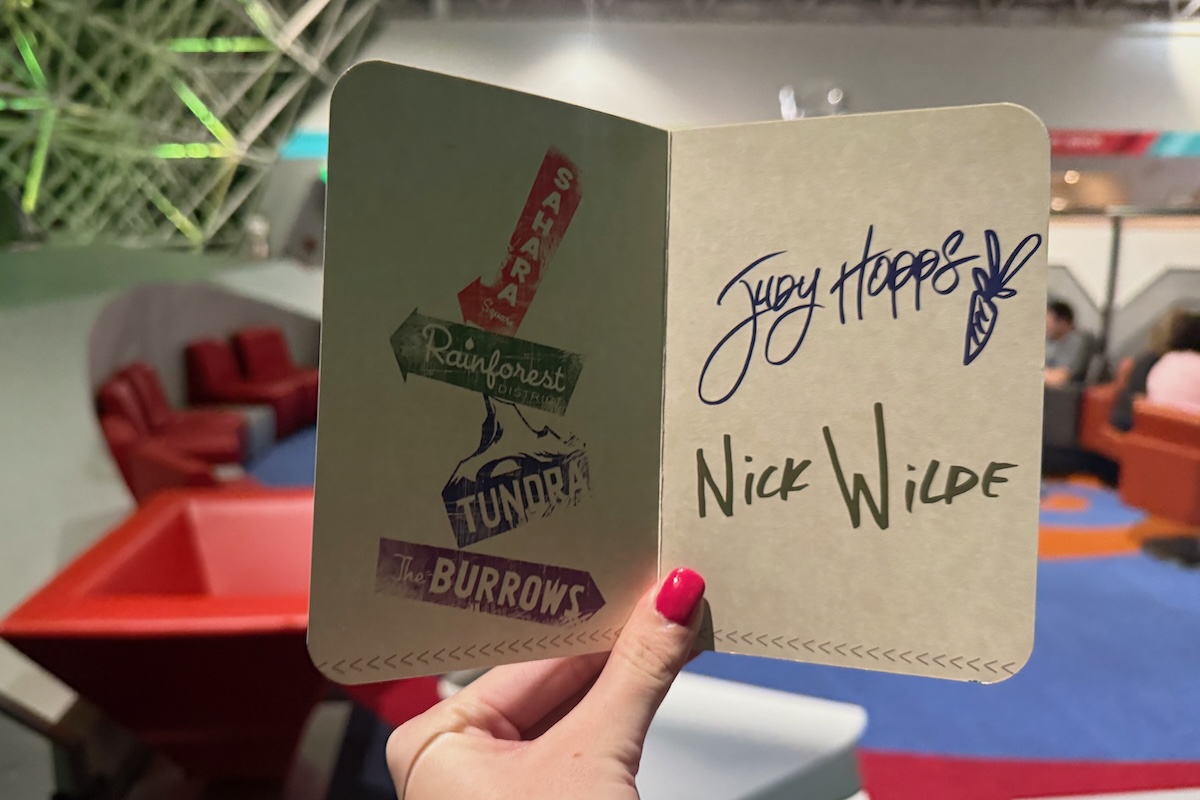 SAHARA
Square
Rainforest
DISTRICT
TUNDRA
The BURROWS
JUDY HOPPS
NICK WILDE